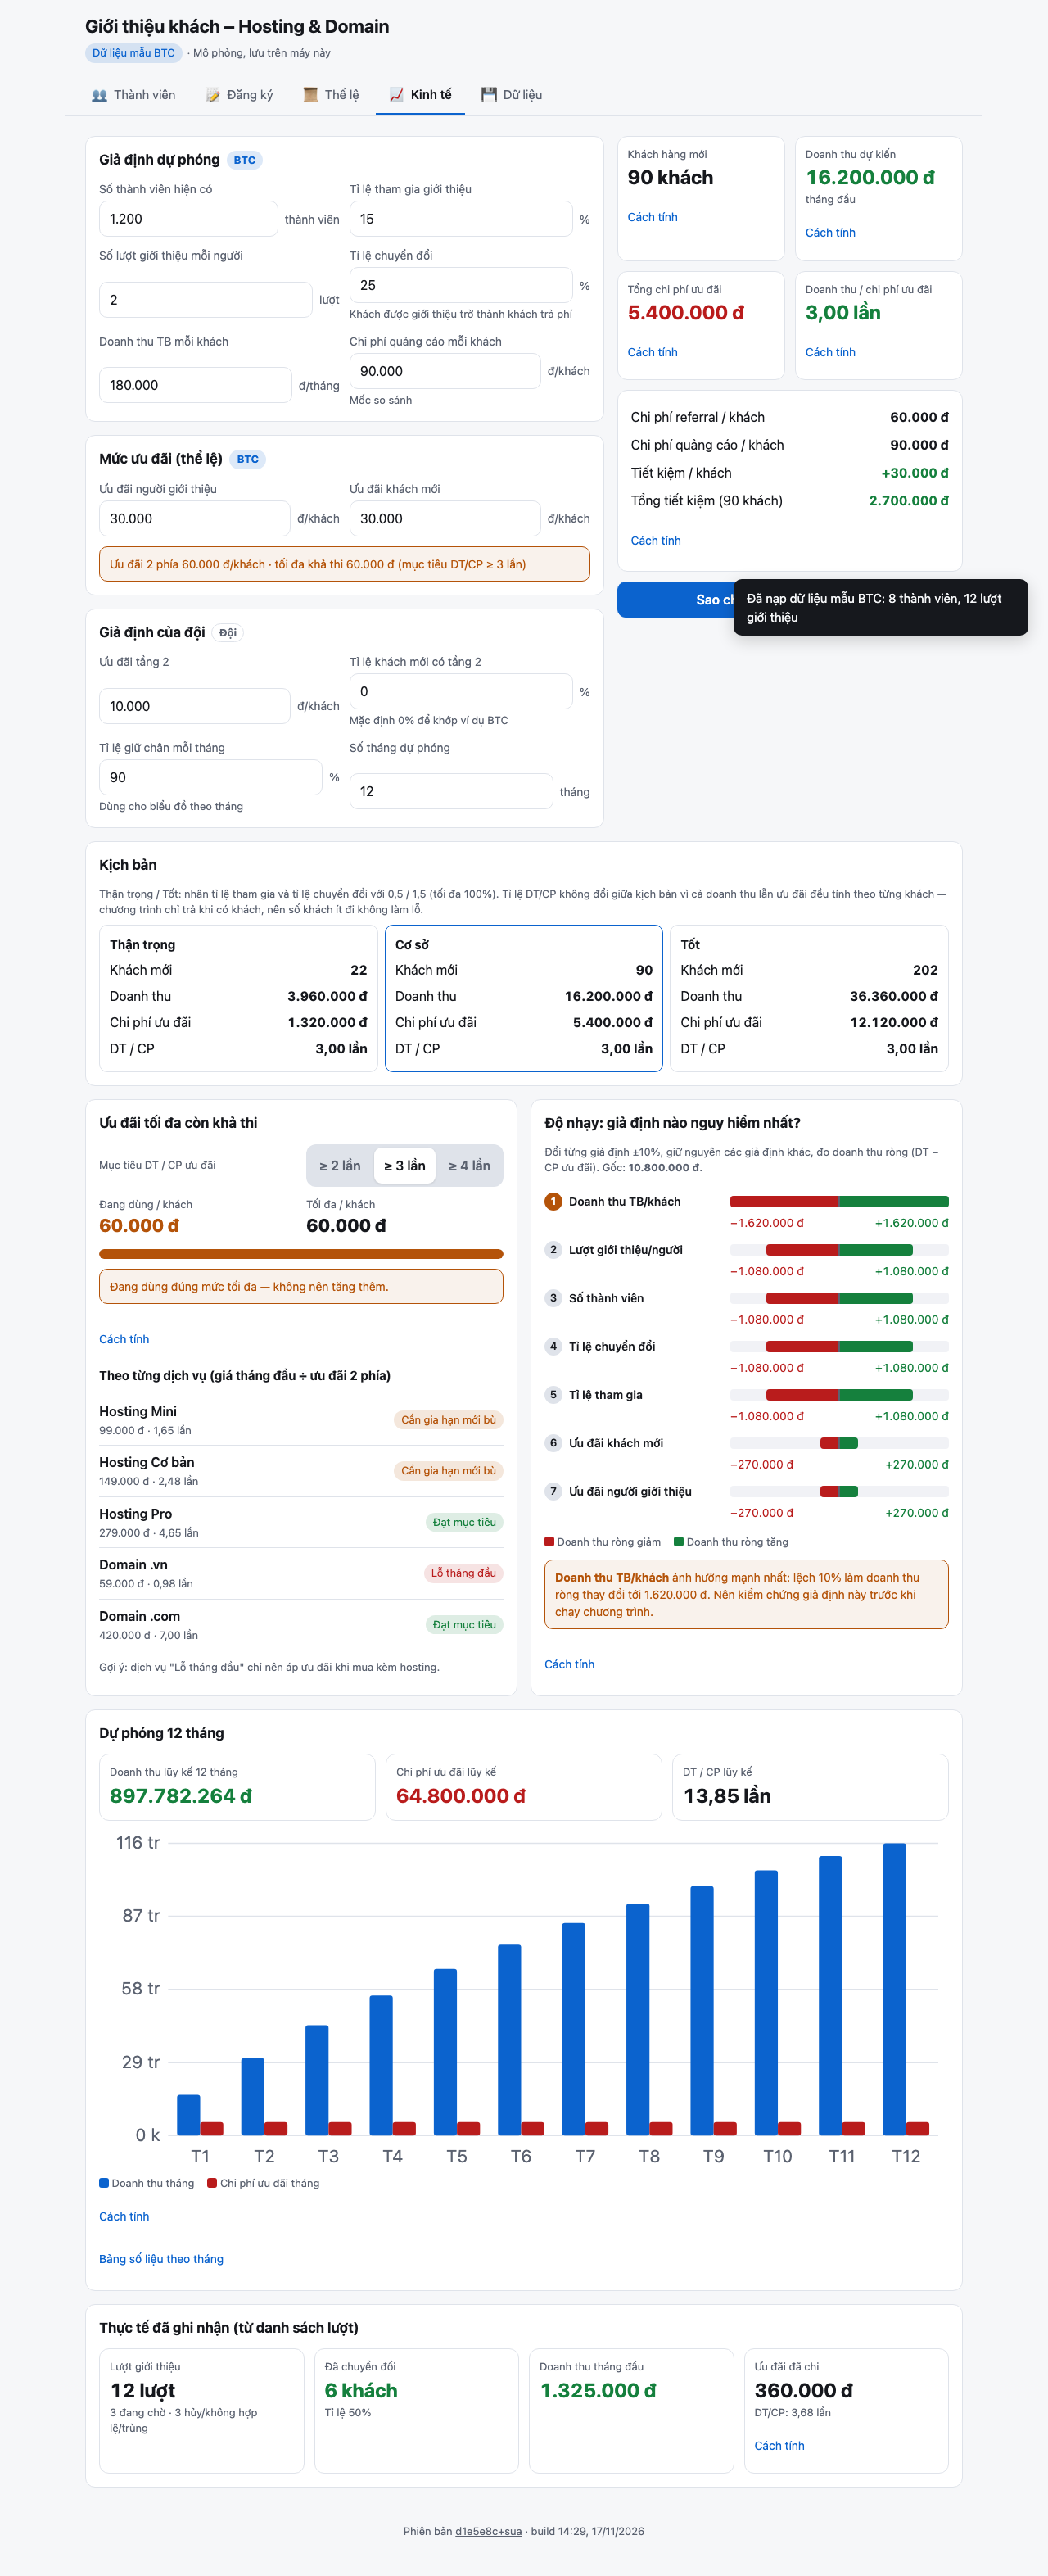 Giới thiệu khách – Hosting & Domain
Dữ liệu mẫu BTC · Mô phỏng, lưu trên máy này
Thành viên
Đăng ký
Thể lệ
Kinh tế
Dữ liệu
Giả định dự phóng BTC
Số thành viên hiện có
1.200 thành viên
Tỉ lệ tham gia giới thiệu
15 %
Số lượt giới thiệu mỗi người
2 lượt
Tỉ lệ chuyển đổi
25 %
Khách được giới thiệu trở thành khách trả phí
Doanh thu TB mỗi khách
180.000 đ/tháng
Chi phí quảng cáo mỗi khách
90.000 đ/khách
Mốc so sánh
Mức ưu đãi (thể lệ) BTC
Ưu đãi người giới thiệu
30.000 đ/khách
Ưu đãi khách mới
30.000 đ/khách
Ưu đãi 2 phía 60.000 đ/khách · tối đa khả thi 60.000 đ (mục tiêu DT/CP ≥ 3 lần)
Giả định của đội Đội
Ưu đãi tầng 2
10.000 đ/khách
Tỉ lệ khách mới có tầng 2
0 %
Mặc định 0% để khớp ví dụ BTC
Tỉ lệ giữ chân mỗi tháng
90 %
Dùng cho biểu đồ theo tháng
Số tháng dự phóng
12 tháng
Khách hàng mới
90 khách
Cách tính
Doanh thu dự kiến
16.200.000 đ
tháng đầu
Cách tính
Tổng chi phí ưu đãi
5.400.000 đ
Cách tính
Doanh thu / chi phí ưu đãi
3,00 lần
Cách tính
Chi phí referral / khách 60.000 đ
Chi phí quảng cáo / khách 90.000 đ
Tiết kiệm / khách +30.000 đ
Tổng tiết kiệm (90 khách) 2.700.000 đ
Cách tính
Sao ch
Đã nạp dữ liệu mẫu BTC: 8 thành viên, 12 lượt
giới thiệu
Kịch bản
Thận trọng / Tốt: nhân tỉ lệ tham gia và tỉ lệ chuyển đổi với 0,5 / 1,5 (tối đa 100%). Tỉ lệ DT/CP không đổi giữa kịch bản vì cả doanh thu lẫn ưu đãi đều tính theo từng khách —
chương trình chỉ trả khi có khách, nên số khách ít đi không làm lỗ.
Thận trọng
Khách mới 22
Doanh thu 3.960.000 đ
Chi phí ưu đãi 1.320.000 đ
DT / CP 3,00 lần
Cơ sở
Khách mới 90
Doanh thu 16.200.000 đ
Chi phí ưu đãi 5.400.000 đ
DT / CP 3,00 lần
Tốt
Khách mới 202
Doanh thu 36.360.000 đ
Chi phí ưu đãi 12.120.000 đ
DT / CP 3,00 lần
Ưu đãi tối đa còn khả thi
Mục tiêu DT / CP ưu đãi
≥ 2 lần ≥ 3 lần ≥ 4 lần
Đang dùng / khách
60.000 đ
Tối đa / khách
60.000 đ
Đang dùng đúng mức tối đa — không nên tăng thêm.
Cách tính
Theo từng dịch vụ (giá tháng đầu ÷ ưu đãi 2 phía)
Hosting Mini
99.000 đ · 1,65 lần
Cần gia hạn mới bù
Hosting Cơ bản
149.000 đ · 2,48 lần
Cần gia hạn mới bù
Hosting Pro
279.000 đ · 4,65 lần
Đạt mục tiêu
Domain .vn
59.000 đ · 0,98 lần
Lỗ tháng đầu
Domain .com
420.000 đ · 7,00 lần
Đạt mục tiêu
Gợi ý: dịch vụ "Lỗ tháng đầu" chỉ nên áp ưu đãi khi mua kèm hosting.
Độ nhạy: giả định nào nguy hiểm nhất?
Đổi từng giả định ±10%, giữ nguyên các giả định khác, đo doanh thu ròng (DT −
CP ưu đãi). Gốc: 10.800.000 đ.
1 Doanh thu TB/khách
−1.620.000 đ +1.620.000 đ
2 Lượt giới thiệu/người
−1.080.000 đ +1.080.000 đ
3 Số thành viên
−1.080.000 đ +1.080.000 đ
4 Tỉ lệ chuyển đổi
−1.080.000 đ +1.080.000 đ
5 Tỉ lệ tham gia
−1.080.000 đ +1.080.000 đ
6 Ưu đãi khách mới
−270.000 đ +270.000 đ
7 Ưu đãi người giới thiệu
−270.000 đ +270.000 đ
Doanh thu ròng giảm Doanh thu ròng tăng
Doanh thu TB/khách ảnh hưởng mạnh nhất: lệch 10% làm doanh thu
ròng thay đổi tới 1.620.000 đ. Nên kiểm chứng giả định này trước khi
chạy chương trình.
Cách tính
Dự phóng 12 tháng
Doanh thu lũy kế 12 tháng
897.782.264 đ
Chi phí ưu đãi lũy kế
64.800.000 đ
DT / CP lũy kế
13,85 lần
116 tr
87 tr
58 tr
29 tr
0 k
T1 T2 T3 T4 T5 T6 T7 T8 T9 T10 T11 T12
Doanh thu tháng Chi phí ưu đãi tháng
Cách tính
Bảng số liệu theo tháng
Thực tế đã ghi nhận (từ danh sách lượt)
Lượt giới thiệu
12 lượt
3 đang chờ · 3 hủy/không hợp
lệ/trùng
Đã chuyển đổi
6 khách
Tỉ lệ 50%
Doanh thu tháng đầu
1.325.000 đ
Ưu đãi đã chi
360.000 đ
DT/CP: 3,68 lần
Cách tính
Phiên bản d1e5e8c+sua · build 14:29, 17/11/2026